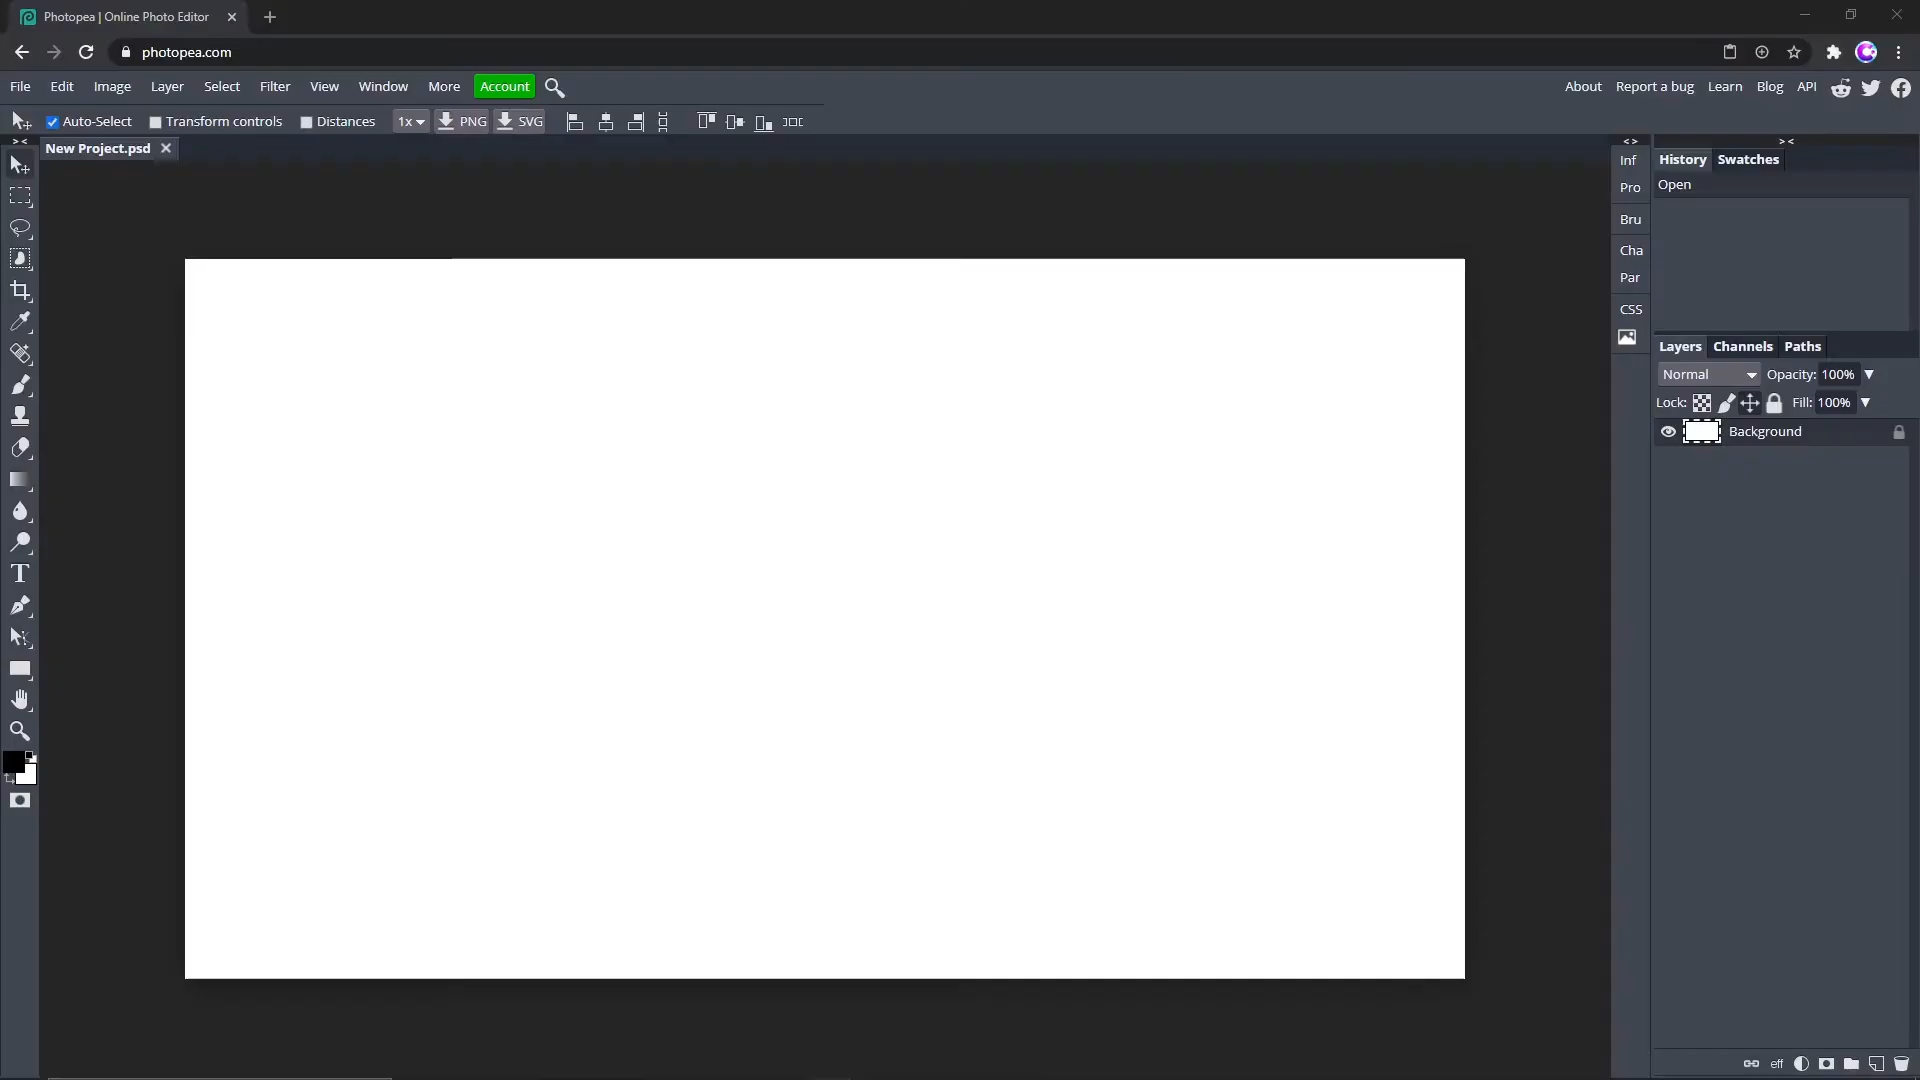 Photopea | Online Photo Editor
photopea.com
File Edit Image Layer Select Filter View Window More Account
About Report a bug Learn Blog API
Auto-Select Transform controls Distances 1x PNG SVG
New Project.psd
Inf
Pro
Bru
Cha
Par
CSS
History Swatches
Open
Layers Channels Paths
Normal Opacity: 100%
Lock: Fill: 100%
Background
T
eff